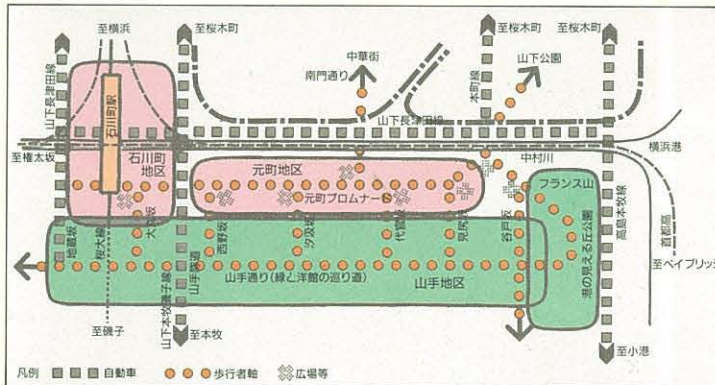 至横浜
至桜木町
中華街
至桜木町
山下公園
至桜木町
南門通り
本町線
山下長津田線
山下長津田線
石川町駅
至権太坂
石川町
地区
元町地区
中村川
横浜港
フランス山
元町プロムナード
地蔵坂
桜大線
大丸坂
山手隧道
西野坂
汐汲坂
代官坂
見尻坂
谷戸坂
港の見える丘公園
高島本牧線
首都高
山手通り(緑と洋館の巡り道)
山手地区
至ベイブリッジ
山下本牧磯子線
至磯子
至本牧
至小港
凡例
自動車
歩行者軸
広場等